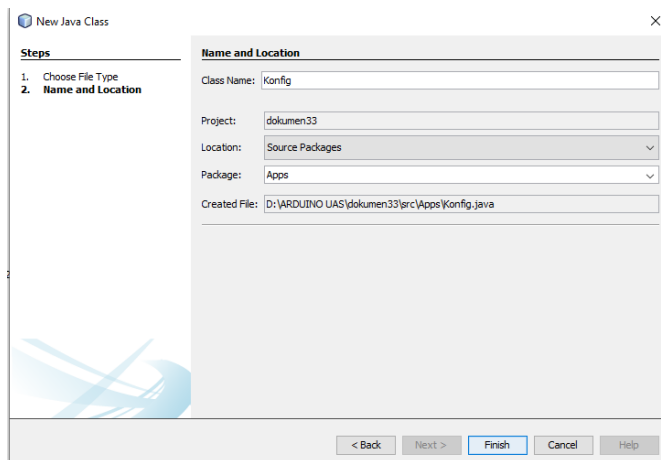 New Java Class
Steps
1. Choose File Type
2. Name and Location
Name and Location
Class Name: Konfig
Project: dokumen33
Location: Source Packages
Package: Apps
Created File: D:\ARDUINO UAS\dokumen33\src\Apps\Konfig.java
< Back Next > Finish Cancel Help